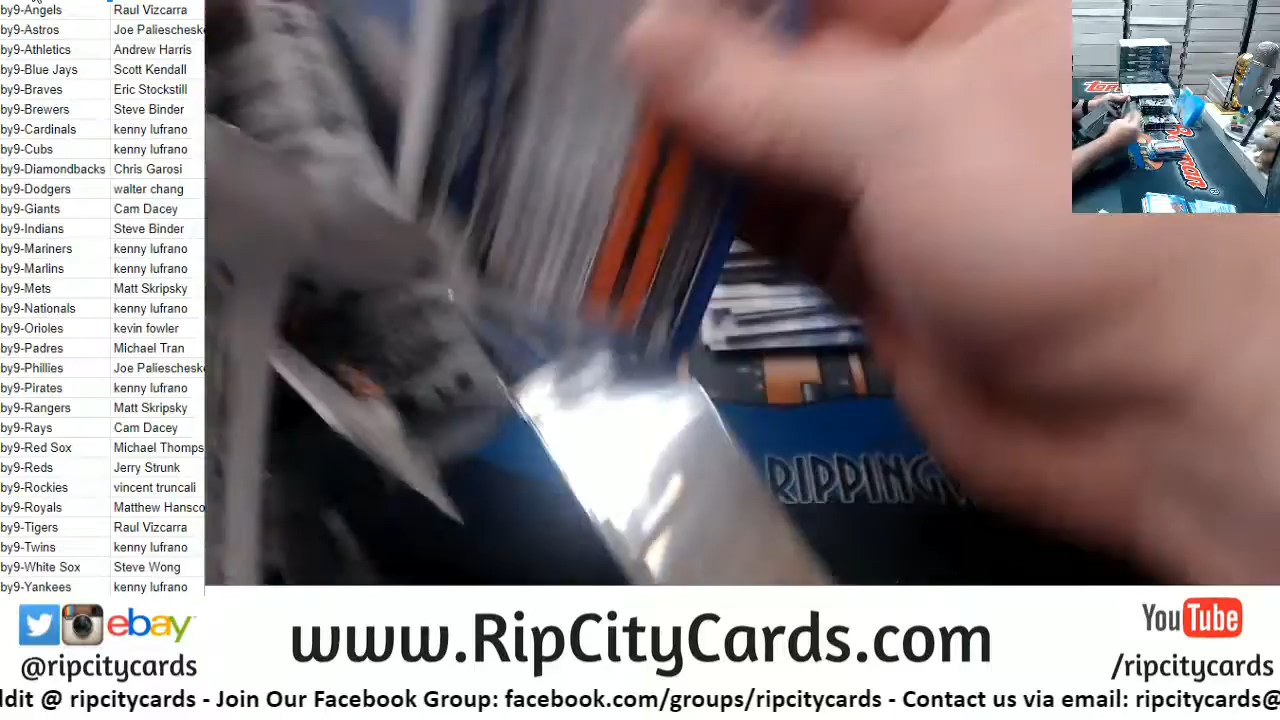 by9-Angels Raul Vizcarra
by9-Astros Joe Palieschesk
by9-Athletics Andrew Harris
by9-Blue Jays Scott Kendall
by9-Braves Eric Stockstill
by9-Brewers Steve Binder
by9-Cardinals kenny lufrano
by9-Cubs kenny lufrano
by9-Diamondbacks Chris Garosi
by9-Dodgers walter chang
by9-Giants Cam Dacey
by9-Indians Steve Binder
by9-Mariners kenny lufrano
by9-Marlins kenny lufrano
by9-Mets Matt Skripsky
by9-Nationals kenny lufrano
by9-Orioles kevin fowler
by9-Padres Michael Tran
by9-Phillies Joe Paliescheske
by9-Pirates kenny lufrano
by9-Rangers Matt Skripsky
by9-Rays Cam Dacey
by9-Red Sox Michael Thomps
by9-Reds Jerry Strunk
by9-Rockies vincent truncali
by9-Royals Matthew Hansco
by9-Tigers Raul Vizcarra
by9-Twins kenny lufrano
by9-White Sox Steve Wong
by9-Yankees kenny lufrano
RIPPING
ebay
@ripcitycards
www.RipCityCards.com
YouTube
/ripcitycards
ddit @ ripcitycards - Join Our Facebook Group: facebook.com/groups/ripcitycards - Contact us via email: ripcitycards@